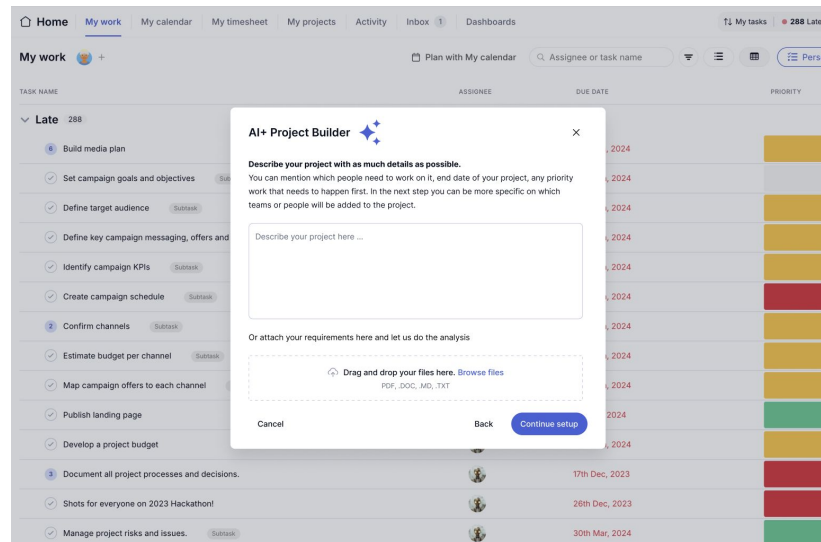 Home My work My calendar My timesheet My projects Activity Inbox 1 Dashboards My tasks 288 Late
My work Plan with My calendar Assignee or task name Pers
TASK NAME ASSIGNEE DUE DATE PRIORITY
Late 288
AI+ Project Builder
6 Build media plan , 2024
Describe your project with as much details as possible.
You can mention which people need to work on it, end date of your project, any priority
Set campaign goals and objectives Sub , 2024
work that needs to happen first. In the next step you can be more specific on which
teams or people will be added to the project.
Define target audience Subtask , 2024
Define key campaign messaging, offers and , 2024
Describe your project here ...
Identify campaign KPIs Subtask , 2024
Create campaign schedule Subtask , 2024
2 Confirm channels Subtask , 2024
Or attach your requirements here and let us do the analysis
Estimate budget per channel Subtask , 2024
Drag and drop your files here. Browse files
PDF, .DOC, .MD, .TXT
Map campaign offers to each channel , 2024
Publish landing page 2024
Cancel Back Continue setup
Develop a project budget , 2024
3 Document all project processes and decisions. 17th Dec, 2023
Shots for everyone on 2023 Hackathon! 26th Dec, 2023
Manage project risks and issues. Subtask 30th Mar, 2024